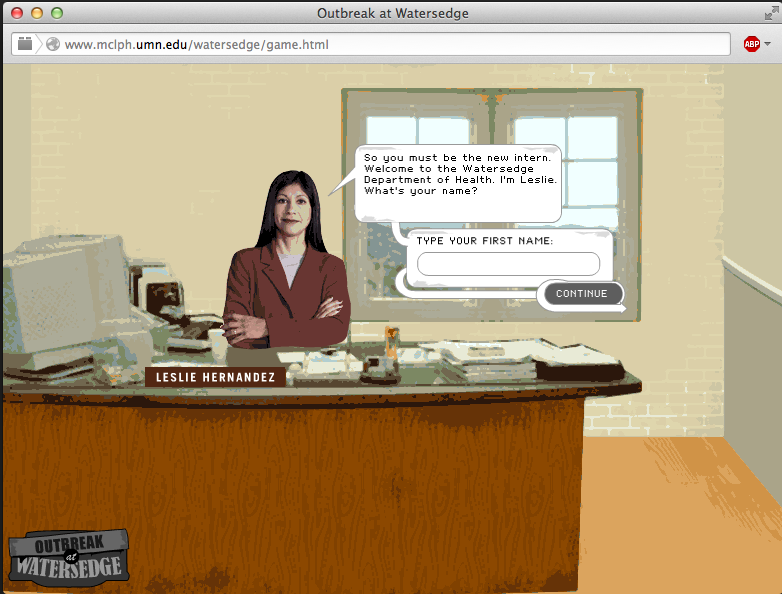 Outbreak at Watersedge
www.mclph.umn.edu/watersedge/game.html
ABP
So you must be the new intern.
Welcome to the Watersedge
Department of Health. I'm Leslie.
What's your name?
TYPE YOUR FIRST NAME:
CONTINUE
LESLIE HERNANDEZ
OUTBREAK
at
WATERSEDGE